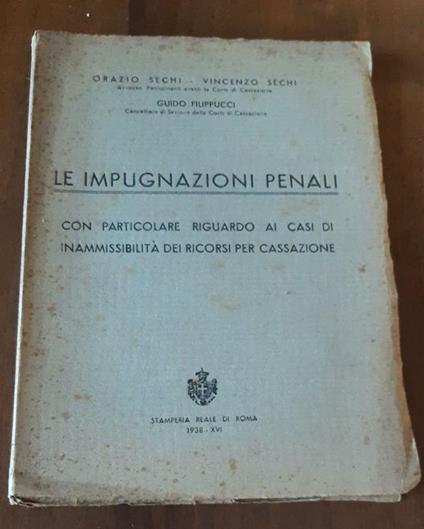 ORAZIO SECHI - VINCENZO SECHI
Avvocati Patrocinanti avanti la Corte di Cassazione
GUIDO FILIPPUCCI
Cancelliere di Sezione della Corte di Cassazione
LE IMPUGNAZIONI PENALI
CON PARTICOLARE RIGUARDO AI CASI DI
INAMMISSIBILITÀ DEI RICORSI PER CASSAZIONE
STAMPERIA REALE DI ROMA
1938 - XVI